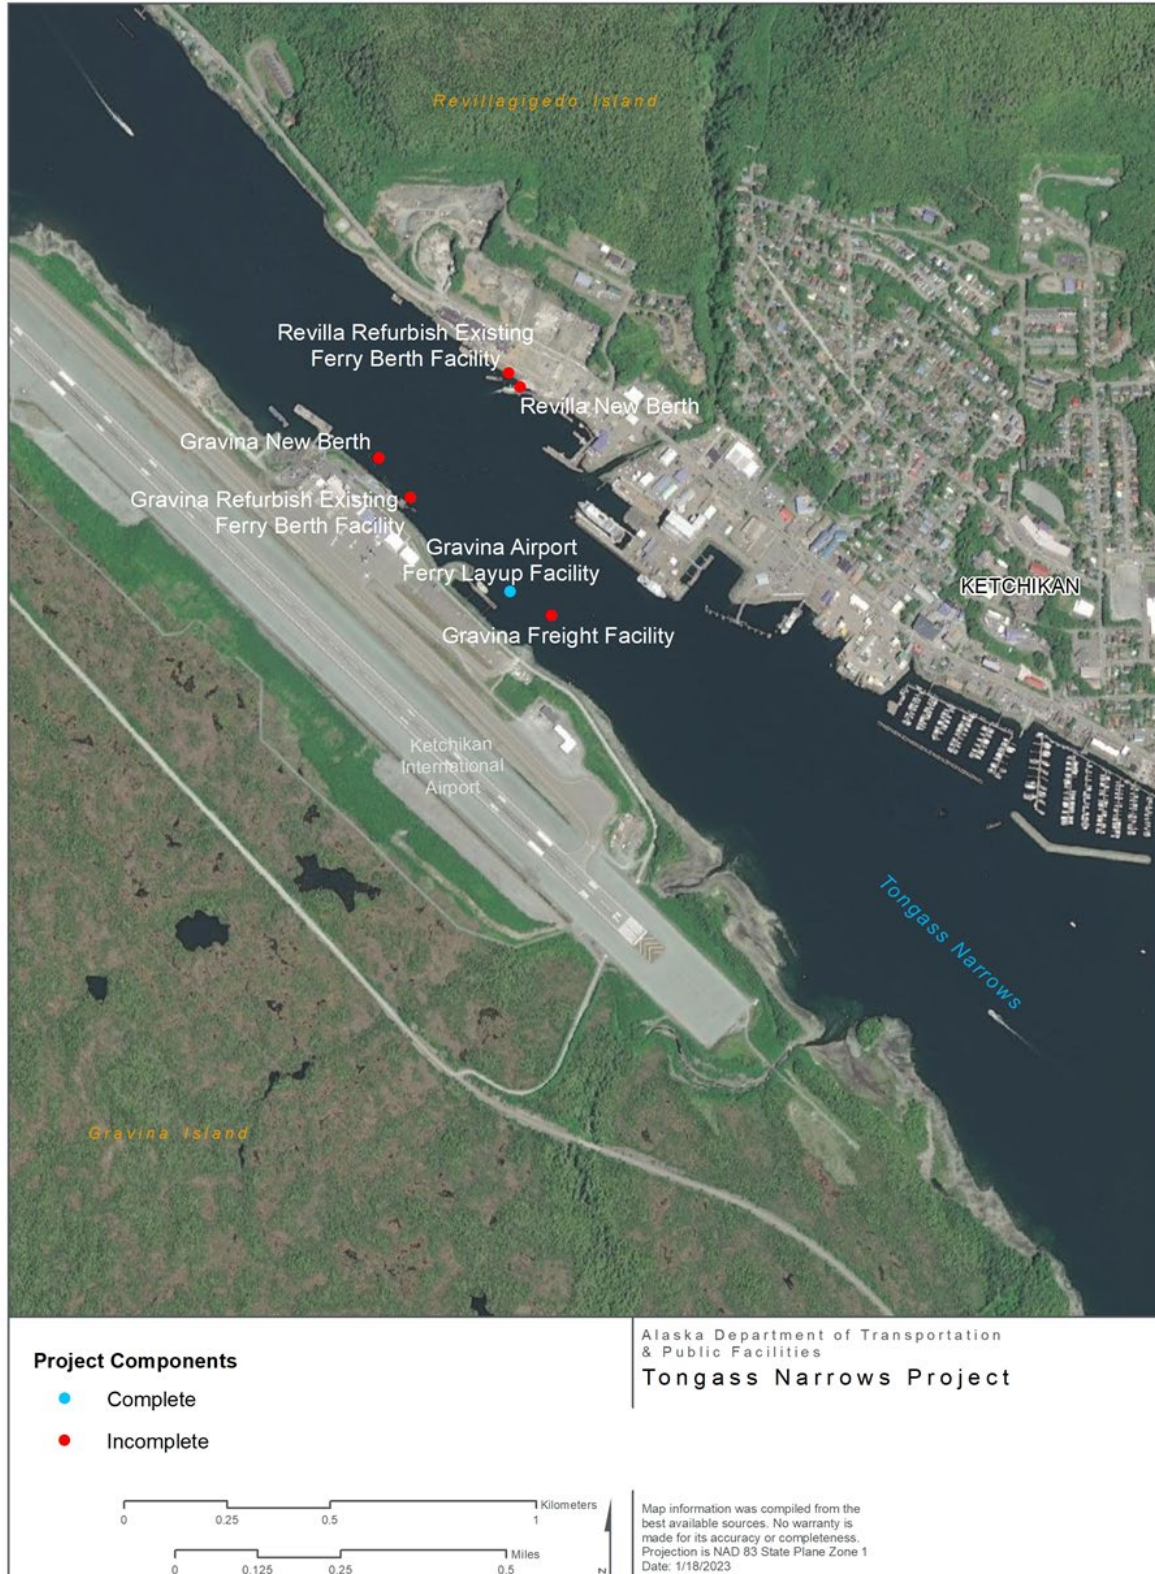 Revillagigedo Island
Revilla Refurbish Existing
Ferry Berth Facility
Revilla New Berth
Gravina New Berth
Gravina Refurbish Existing
Ferry Berth Facility
Gravina Airport
Ferry Layup Facility
KETCHIKAN
Gravina Freight Facility
Ketchikan
International
Airport
Tongass Narrows
Gravina Island
Project Components
Complete
Incomplete
Alaska Department of Transportation
& Public Facilities
Tongass Narrows Project
Kilometers
0 0.25 0.5 1
Miles
0 0.125 0.25 0.5
N
Map information was compiled from the
best available sources. No warranty is
made for its accuracy or completeness.
Projection is NAD 83 State Plane Zone 1
Date: 1/18/2023